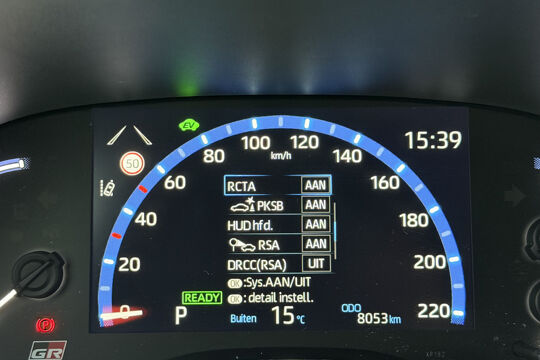 EV
15:39
0
20
40
60
80
100
120
140
160
180
200
220
km/h
50
RCTA AAN
PKSB AAN
HUD hfd. AAN
RSA AAN
DRCC(RSA) UIT
OK :Sys.AAN/UIT
OK : detail instell.
READY
P Buiten 15°C ODO 8053 km
GR